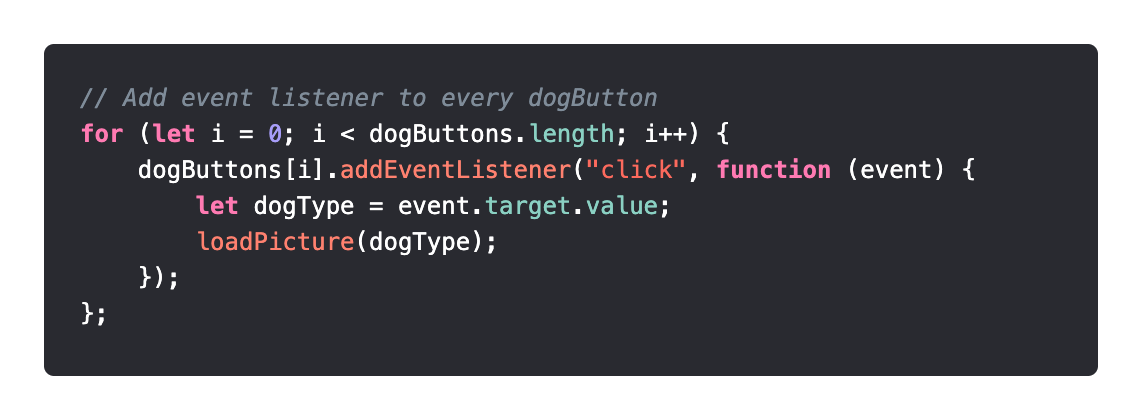 // Add event listener to every dogButton
for (let i = 0; i < dogButtons.length; i++) {
    dogButtons[i].addEventListener("click", function (event) {
        let dogType = event.target.value;
        loadPicture(dogType);
    });
};